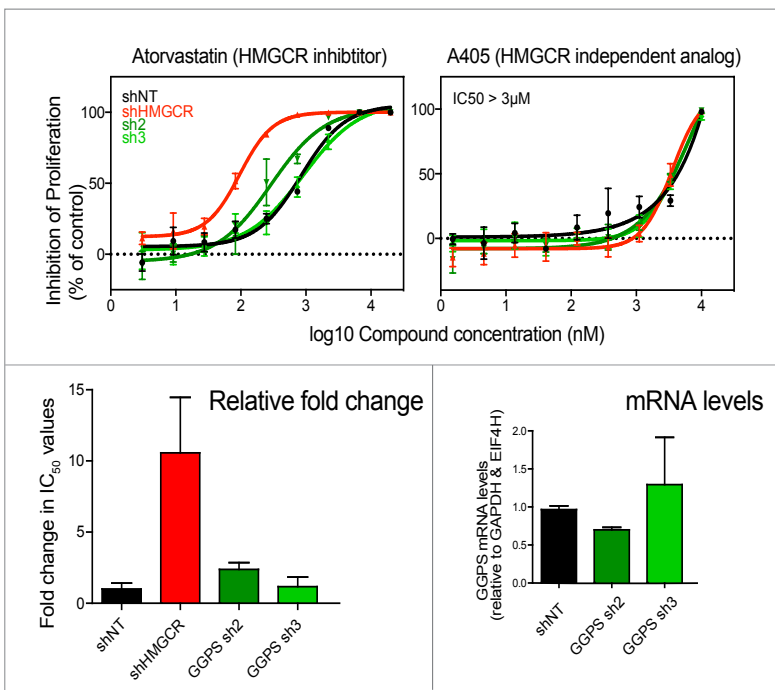 Atorvastatin (HMGCR inhibtitor)
A405 (HMGCR independent analog)
shNT
shHMGCR
sh2
sh3
IC50 > 3µM
Inhibition of Proliferation
(% of control)
100
50
0
0 1 2 3 4
100
50
0
0 1 2 3 4
log10 Compound concentration (nM)
Relative fold change
Fold change in IC50 values
15
10
5
0
shNT
shHMGCR
GGPS sh2
GGPS sh3
mRNA levels
GGPS mRNA levels
(relative to GAPDH & EIF4H)
2.0
1.5
1.0
0.5
0.0
shNT
GGPS sh2
GGPS sh3